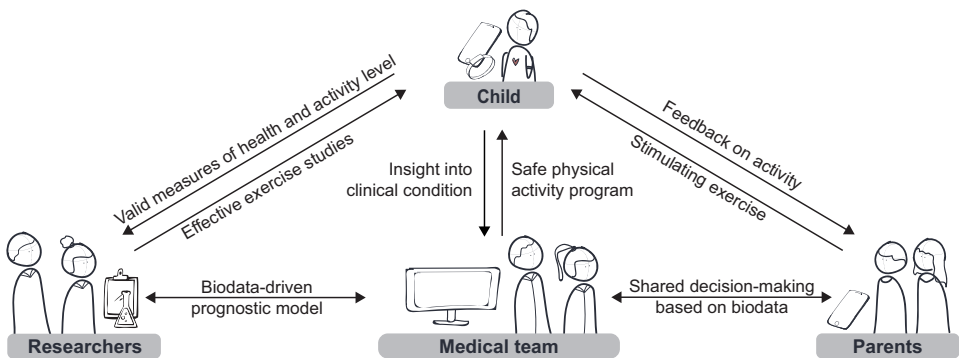 Child
Valid measures of health and activity level
Effective exercise studies
Insight into
clinical condition
Safe physical
activity program
Feedback on activity
Stimulating exercise
Biodata-driven
prognostic model
Shared decision-making
based on biodata
Researchers
Medical team
Parents